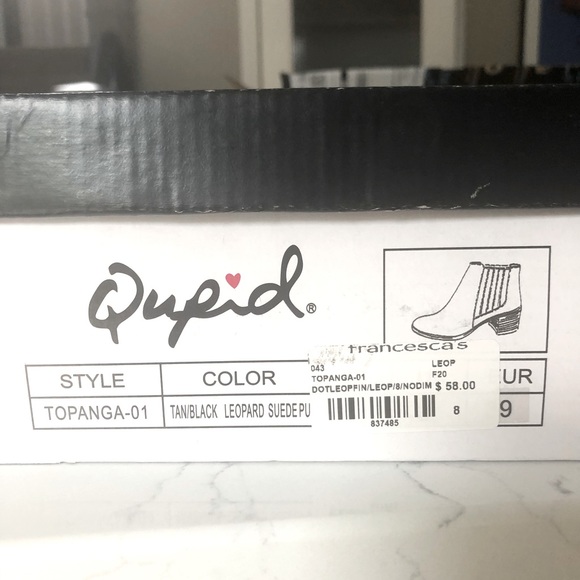 Qupid®
francesca's
043 LEOP
TOPANGA-01 F20
DOTLEOPFIN/LEOP/8/NODIM $ 58.00
837485 8
STYLE COLOR EUR
TOPANGA-01 TAN/BLACK LEOPARD SUEDE PU 9